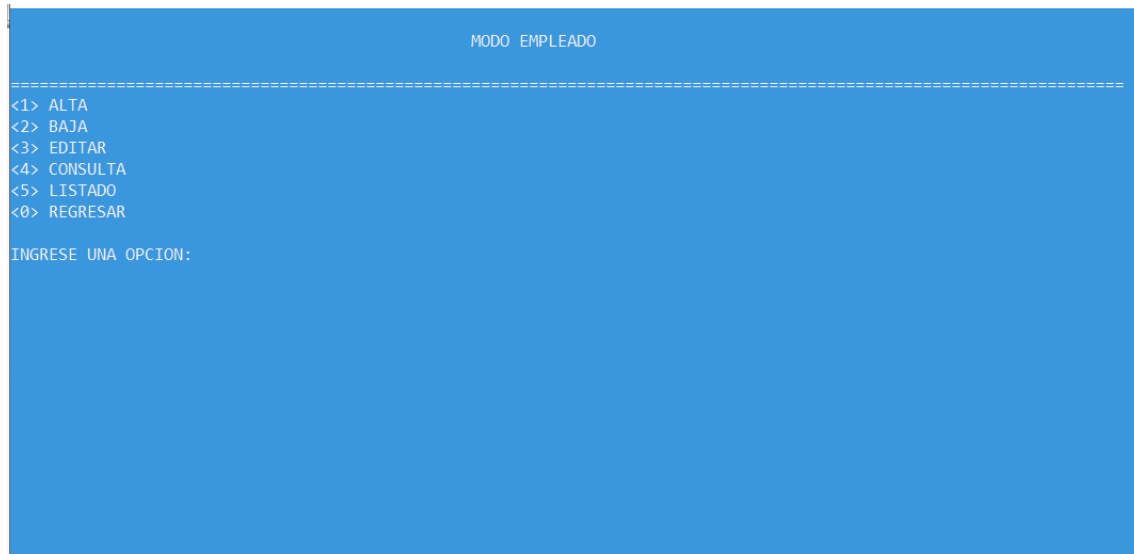 MODO EMPLEADO
====================================================================================================================
<1> ALTA
<2> BAJA
<3> EDITAR
<4> CONSULTA
<5> LISTADO
<0> REGRESAR
INGRESE UNA OPCION: